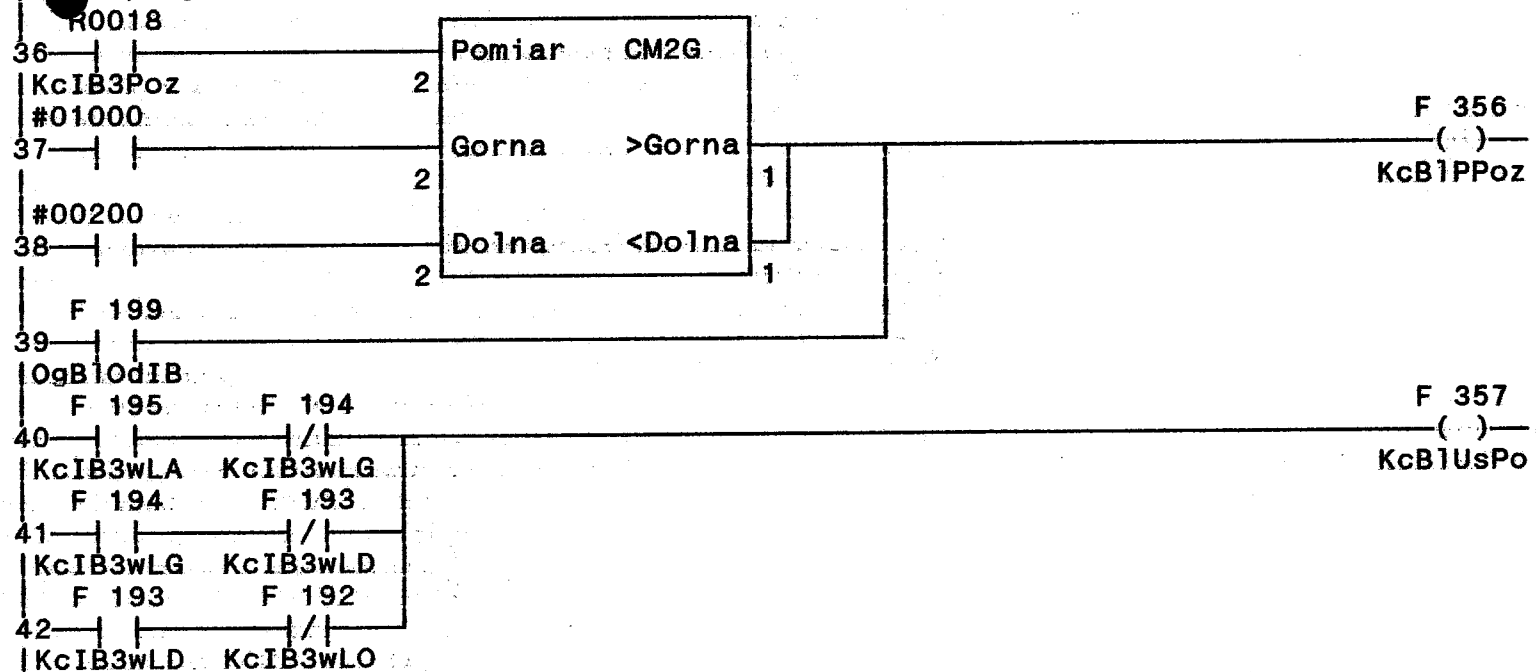 R0018
36 Pomiar CM2G
KcIB3Poz 2
#01000 F 356
37 Gorna >Gorna ( )
2 1 KcBlPPoz
#00200
38 Dolna <Dolna
2 1
F 199
39
OgBlOdIB
F 195 F 194 F 357
40 / ( )
KcIB3wLA KcIB3wLG KcBlUsPo
F 194 F 193
41 /
KcIB3wLG KcIB3wLD
F 193 F 192
42 /
KcIB3wLD KcIB3wLO